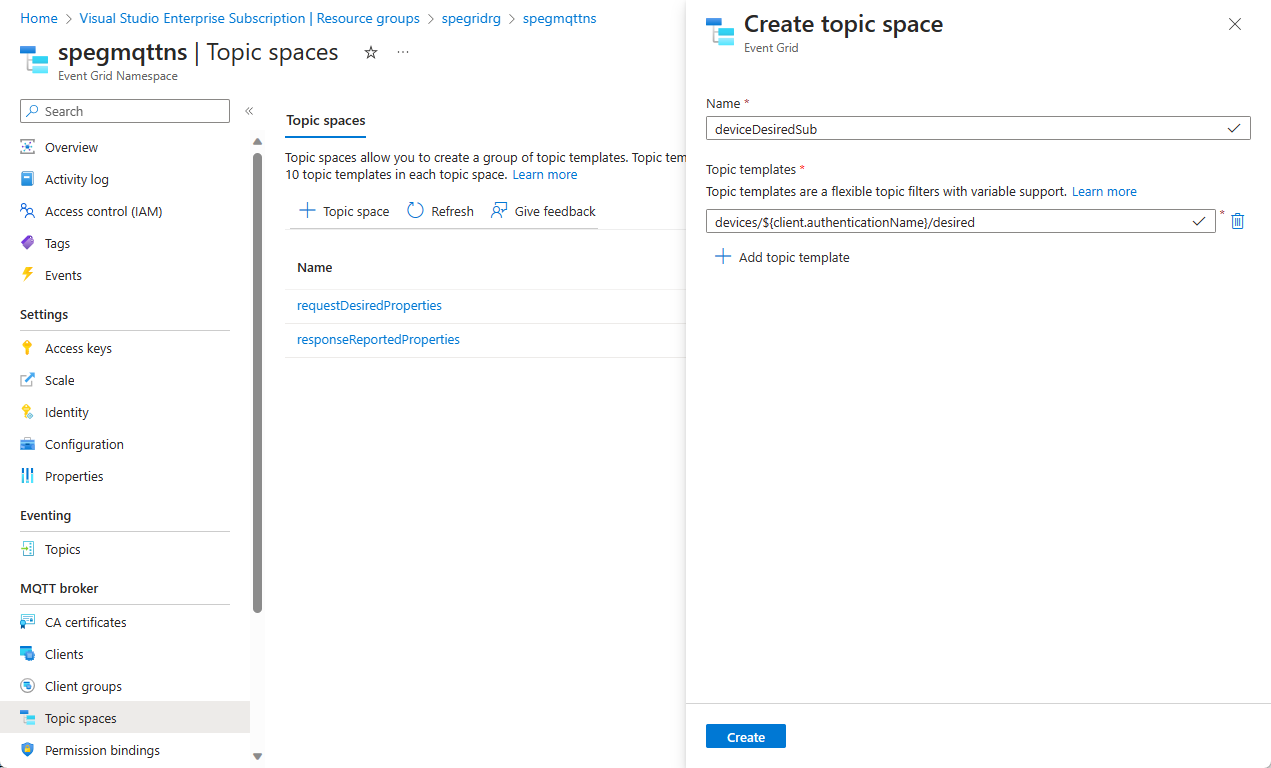 Home > Visual Studio Enterprise Subscription | Resource groups > spegridrg > spegmqttns
spegmqttns | Topic spaces
Event Grid Namespace
Search
Overview
Activity log
Access control (IAM)
Tags
Events
Settings
Access keys
Scale
Identity
Configuration
Properties
Eventing
Topics
MQTT broker
CA certificates
Clients
Client groups
Topic spaces
Permission bindings
Topic spaces
Topic spaces allow you to create a group of topic templates. Topic tem
10 topic templates in each topic space. Learn more
Topic space Refresh Give feedback
Name
requestDesiredProperties
responseReportedProperties
Create topic space
Event Grid
Name *
deviceDesiredSub
Topic templates *
Topic templates are a flexible topic filters with variable support. Learn more
devices/${client.authenticationName}/desired *
Add topic template
Create